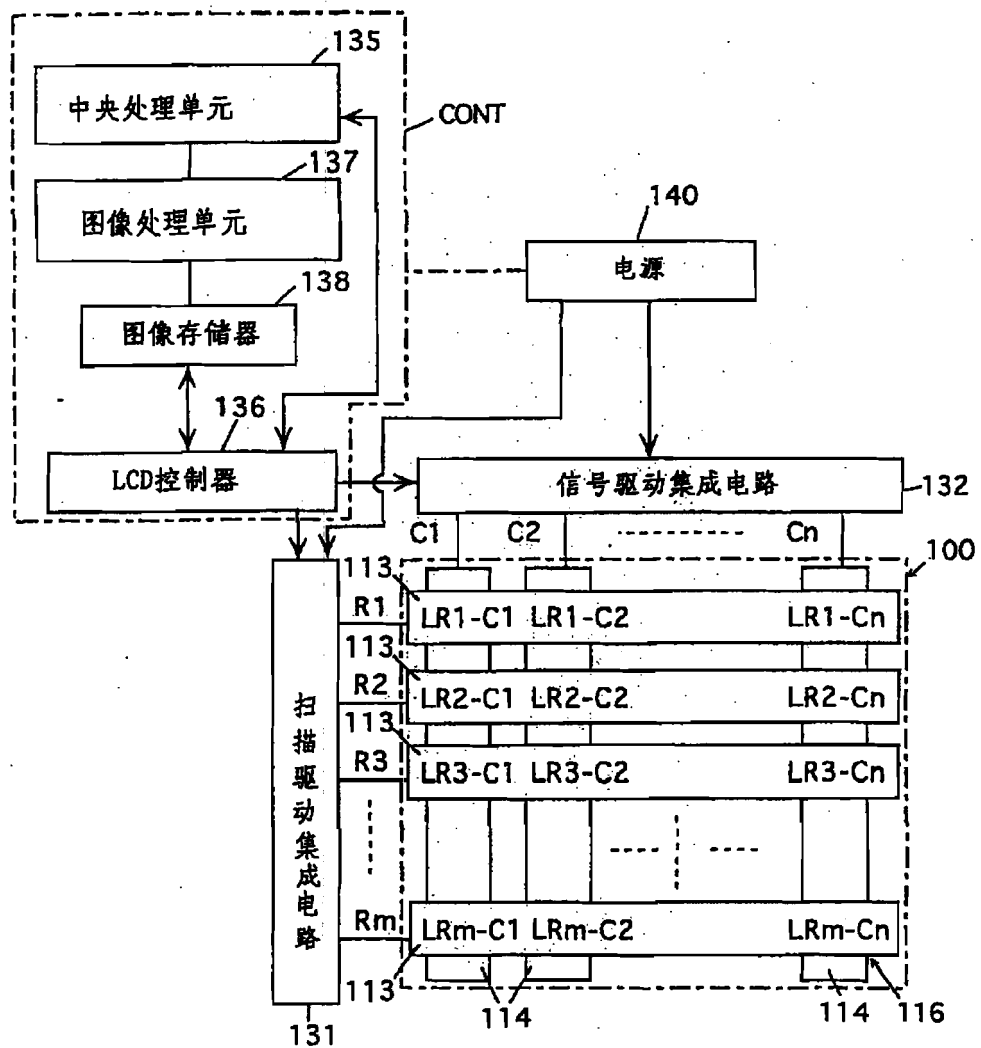 135
中央处理单元
CONT
137
图像处理单元
140
电源
138
图像存储器
136
LCD控制器
信号驱动集成电路
132
C1
C2
Cn
100
113
R1
LR1-C1 LR1-C2 LR1-Cn
113
R2
LR2-C1 LR2-C2 LR2-Cn
113
R3
LR3-C1 LR3-C2 LR3-Cn
扫描驱动集成电路
Rm
LRm-C1 LRm-C2 LRm-Cn
113
114
114
116
131